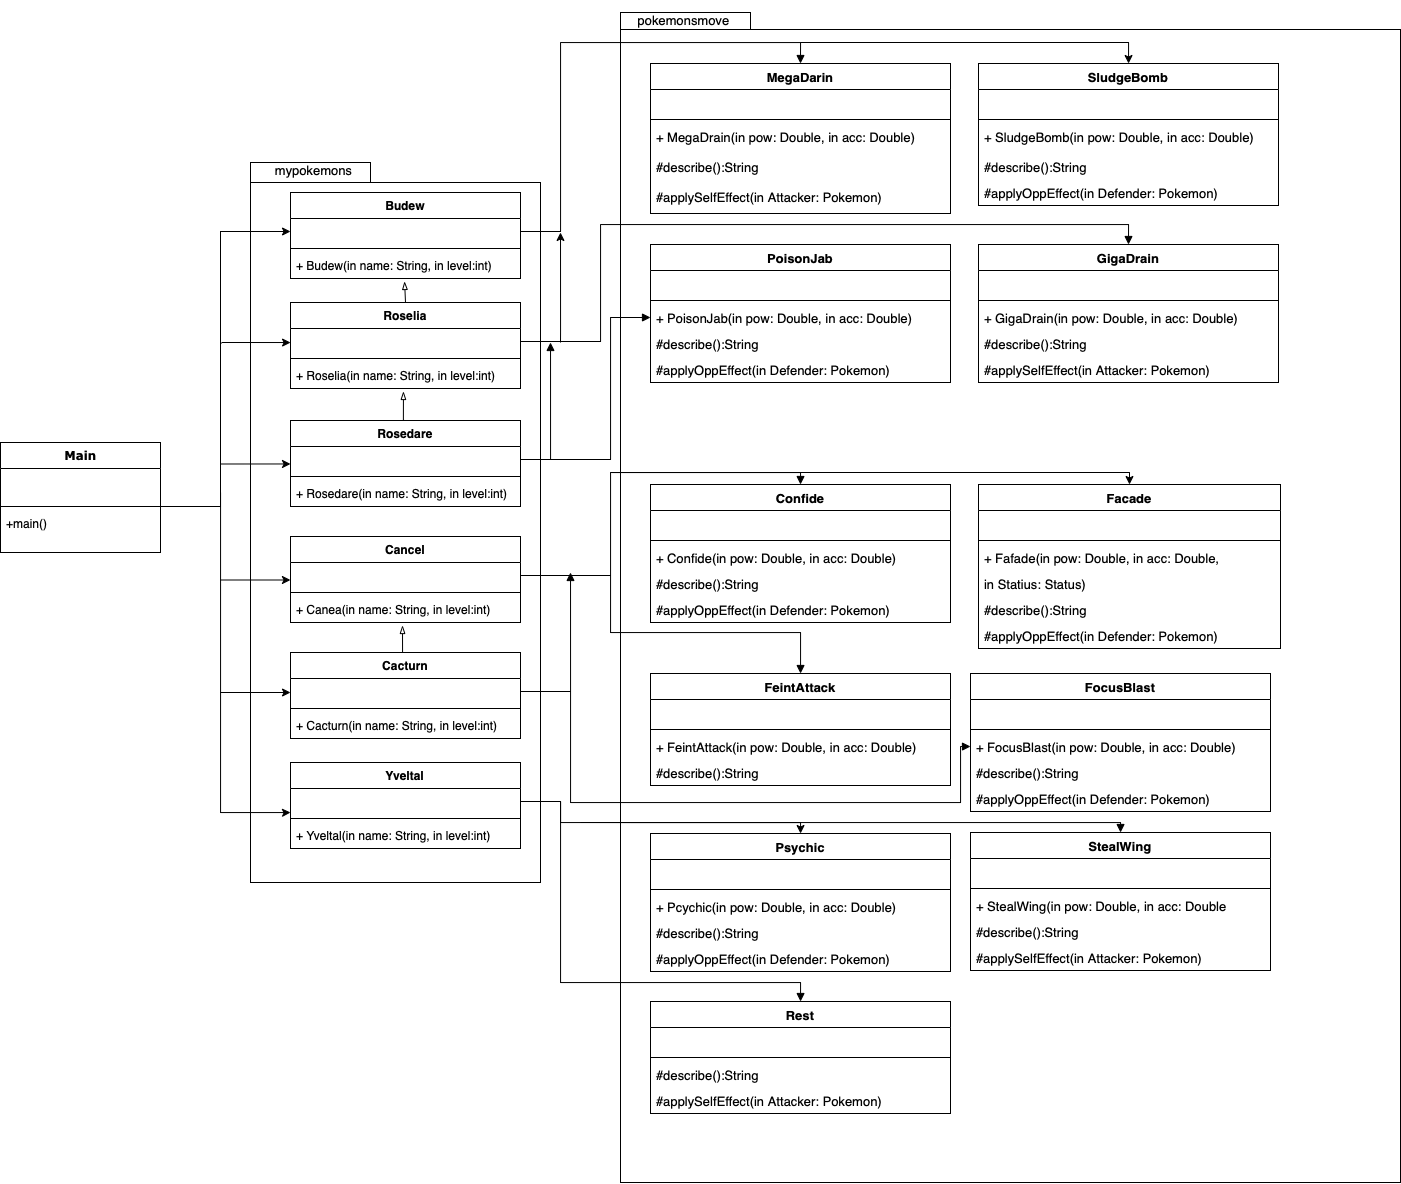 pokemonsmove
MegaDarin
+ MegaDrain(in pow: Double, in acc: Double)
#describe():String
#applySelfEffect(in Attacker: Pokemon)
SludgeBomb
+ SludgeBomb(in pow: Double, in acc: Double)
#describe():String
#applyOppEffect(in Defender: Pokemon)
mypokemons
Budew
+ Budew(in name: String, in level:int)
PoisonJab
+ PoisonJab(in pow: Double, in acc: Double)
#describe():String
#applyOppEffect(in Defender: Pokemon)
GigaDrain
+ GigaDrain(in pow: Double, in acc: Double)
#describe():String
#applySelfEffect(in Attacker: Pokemon)
Roselia
+ Roselia(in name: String, in level:int)
Rosedare
+ Rosedare(in name: String, in level:int)
Main
+main()
Confide
+ Confide(in pow: Double, in acc: Double)
#describe():String
#applyOppEffect(in Defender: Pokemon)
Facade
+ Fafade(in pow: Double, in acc: Double,
in Statius: Status)
#describe():String
#applyOppEffect(in Defender: Pokemon)
Cancel
+ Canea(in name: String, in level:int)
Cacturn
+ Cacturn(in name: String, in level:int)
FeintAttack
+ FeintAttack(in pow: Double, in acc: Double)
#describe():String
FocusBlast
+ FocusBlast(in pow: Double, in acc: Double)
#describe():String
#applyOppEffect(in Defender: Pokemon)
Yveltal
+ Yveltal(in name: String, in level:int)
Psychic
+ Pcychic(in pow: Double, in acc: Double)
#describe():String
#applyOppEffect(in Defender: Pokemon)
StealWing
+ StealWing(in pow: Double, in acc: Double
#describe():String
#applySelfEffect(in Attacker: Pokemon)
Rest
#describe():String
#applySelfEffect(in Attacker: Pokemon)